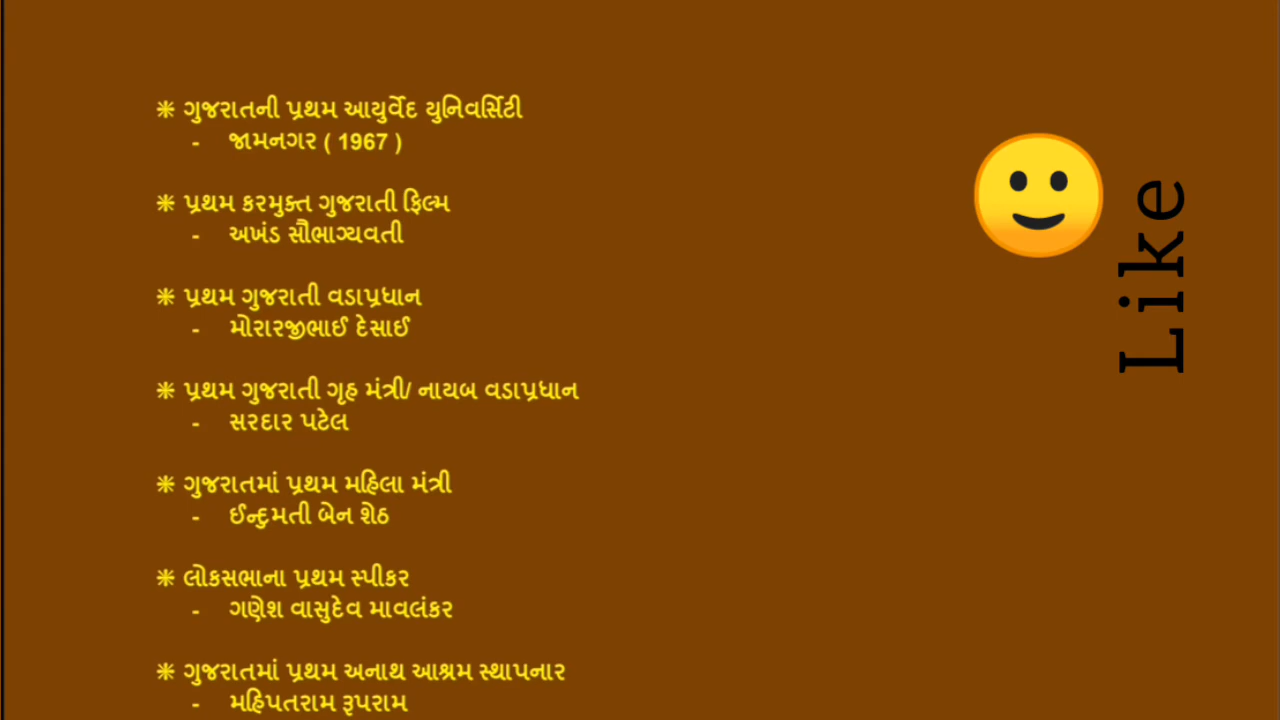 ❋ ગુજરાતની પ્રથમ આયુર્વેદ યુનિવર્સિટી
- જામનગર ( 1967 )
❋ પ્રથમ કરમુક્ત ગુજરાતી ફિલ્મ
- અખંડ સૌભાગ્યવતી
❋ પ્રથમ ગુજરાતી વડાપ્રધાન
- મોરારજીભાઈ દેસાઈ
❋ પ્રથમ ગુજરાતી ગૃહ મંત્રી/ નાયબ વડાપ્રધાન
- સરદાર પટેલ
❋ ગુજરાતમાં પ્રથમ મહિલા મંત્રી
- ઈન્દુમતી બેન શેઠ
❋ લોકસભાના પ્રથમ સ્પીકર
- ગણેશ વાસુદેવ માવલંકર
❋ ગુજરાતમાં પ્રથમ અનાથ આશ્રમ સ્થાપનાર
- મહિપતરામ રૂપરામ
Like